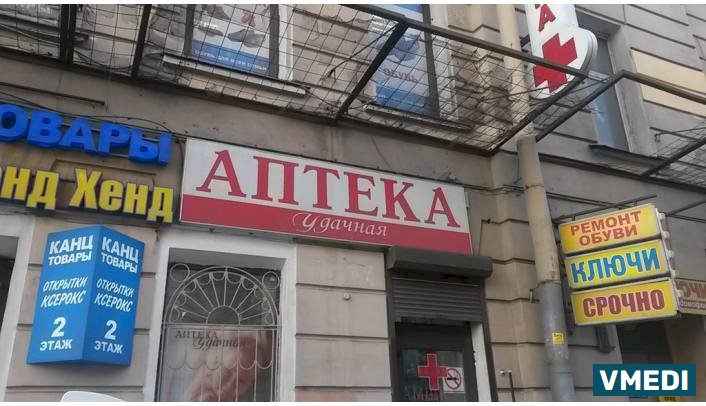 ОБУВЬ
А
ОВАРЫ
нд Хенд
АПТЕКА
Удачная
КАНЦ
ТОВАРЫ
ОТКРЫТКИ
КСЕРОКС
2
ЭТАЖ
КАНЦ
ТОВАРЫ
ОТКРЫТКИ
КСЕРОКС
2
ЭТАЖ
АПТЕКА
Удачная
РЕМОНТ
ОБУВИ
КЛЮЧИ
СРОЧНО
VMEDI